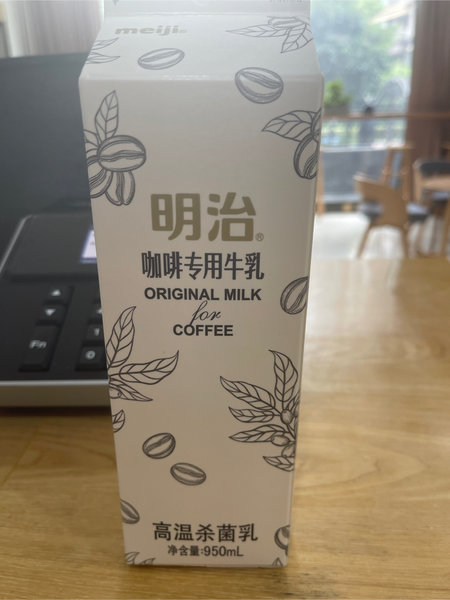 meiji®
明治®
咖啡专用牛乳
ORIGINAL MILK
for
COFFEE
高温杀菌乳
净含量:950mL
Fn